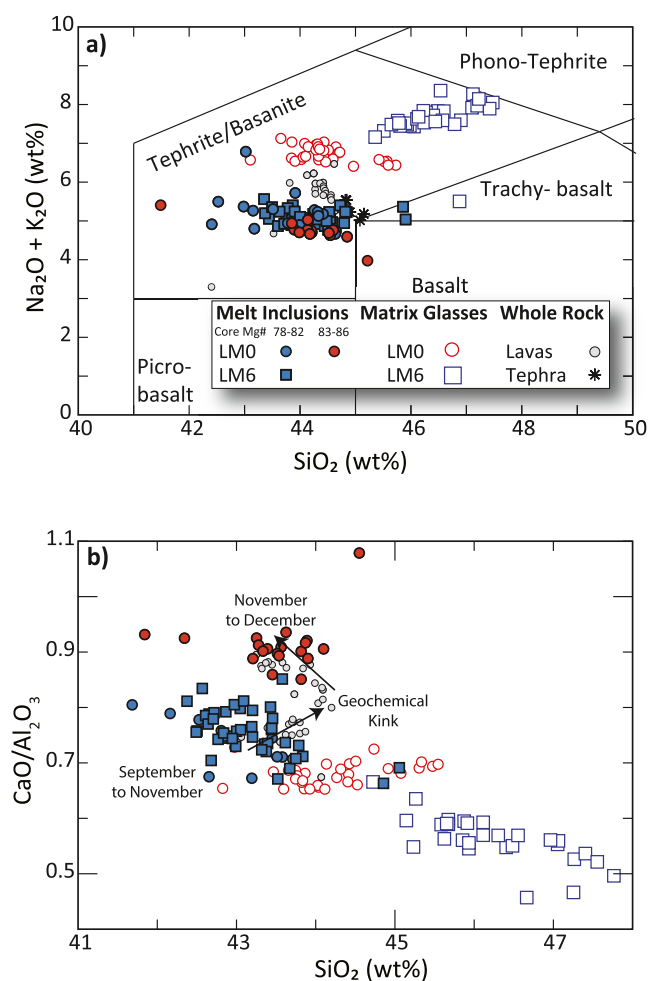 a)
10
8
6
4
2
0
Na₂O + K₂O (wt%)
Phono-Tephrite
Tephrite/Basanite
Trachy- basalt
Basalt
Picro-
basalt
Melt Inclusions Matrix Glasses Whole Rock
Core Mg# 78-82 83-86
LM0 LM0 Lavas
LM6 LM6 Tephra
40 42 44 46 48 50
SiO₂ (wt%)
b)
1.1
0.9
0.7
0.5
CaO/Al₂O₃
November
to December
Geochemical
Kink
September
to November
41 43 45 47
SiO₂ (wt%)